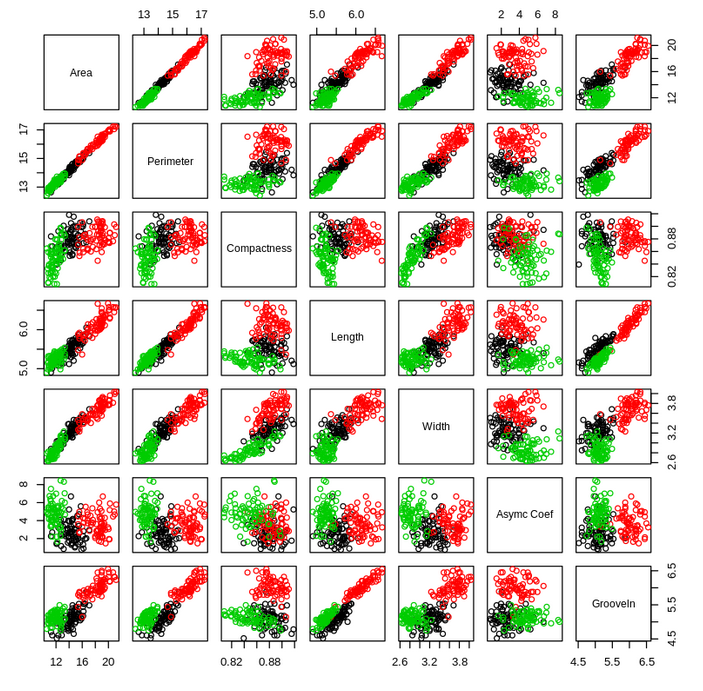 13 15 17 5.0 6.0 2 4 6 8
Area 12 16 20
13 15 17 Perimeter
Compactness 0.82 0.88
5.0 6.0 Length
Width 2.6 3.2 3.8
2 4 6 8 Asymc Coef
GrooveIn 4.5 5.5 6.5
12 16 20 0.82 0.88 2.6 3.2 3.8 4.5 5.5 6.5